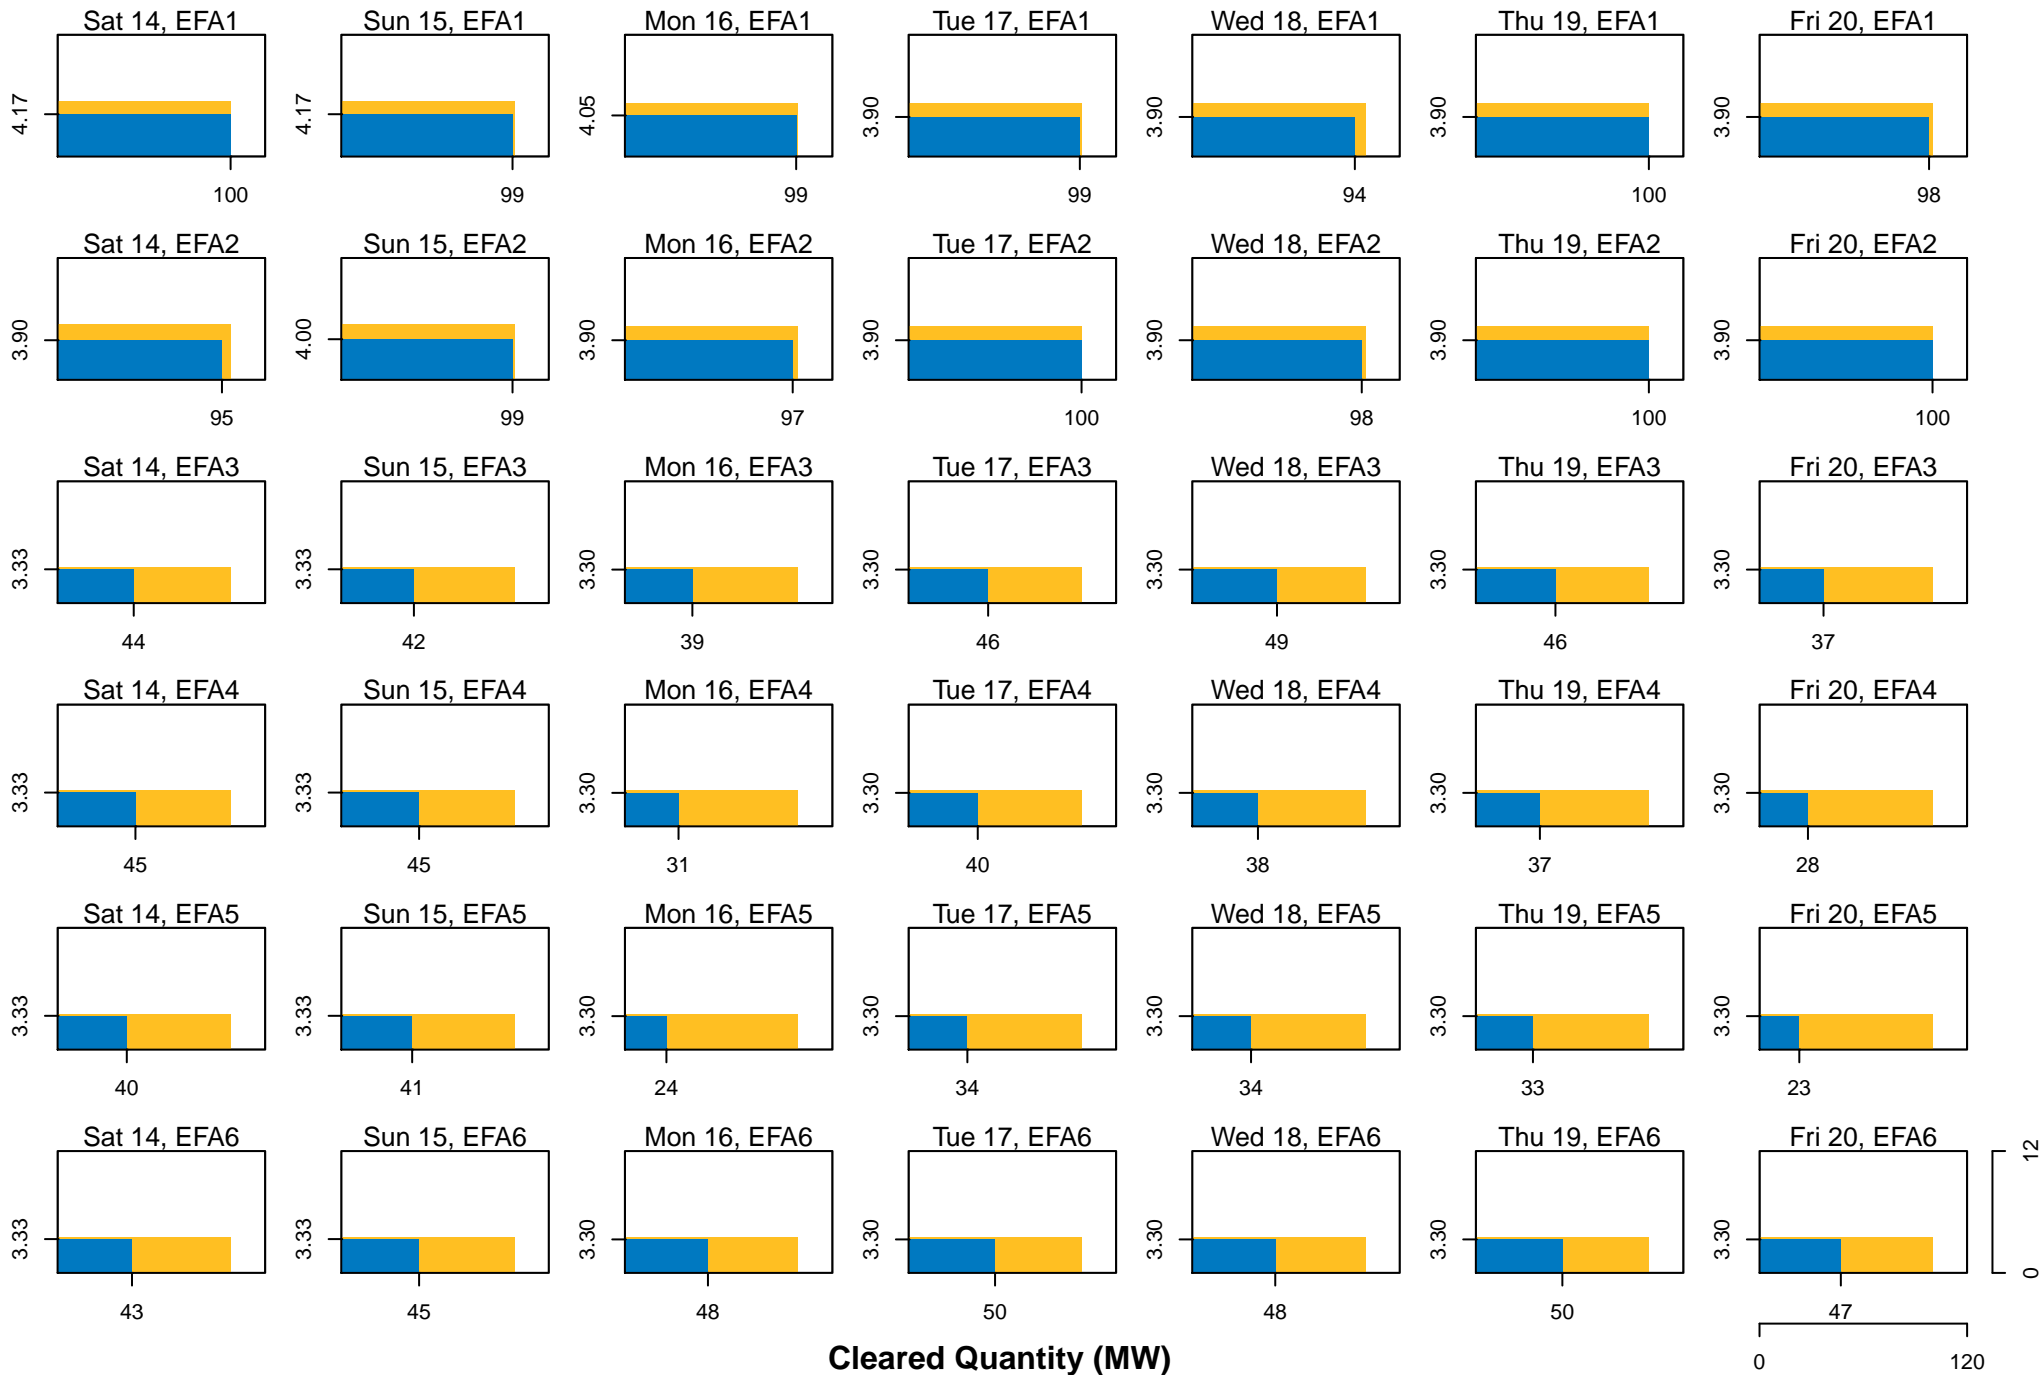 Sat 14, EFA1 Sun 15, EFA1 Mon 16, EFA1 Tue 17, EFA1 Wed 18, EFA1 Thu 19, EFA1 Fri 20, EFA1
4.17 4.17 4.05 3.90 3.90 3.90 3.90
100 99 99 99 94 100 98
Sat 14, EFA2 Sun 15, EFA2 Mon 16, EFA2 Tue 17, EFA2 Wed 18, EFA2 Thu 19, EFA2 Fri 20, EFA2
3.90 4.00 3.90 3.90 3.90 3.90 3.90
95 99 97 100 98 100 100
Sat 14, EFA3 Sun 15, EFA3 Mon 16, EFA3 Tue 17, EFA3 Wed 18, EFA3 Thu 19, EFA3 Fri 20, EFA3
3.33 3.33 3.30 3.30 3.30 3.30 3.30
44 42 39 46 49 46 37
Sat 14, EFA4 Sun 15, EFA4 Mon 16, EFA4 Tue 17, EFA4 Wed 18, EFA4 Thu 19, EFA4 Fri 20, EFA4
3.33 3.33 3.30 3.30 3.30 3.30 3.30
45 45 31 40 38 37 28
Sat 14, EFA5 Sun 15, EFA5 Mon 16, EFA5 Tue 17, EFA5 Wed 18, EFA5 Thu 19, EFA5 Fri 20, EFA5
3.33 3.33 3.30 3.30 3.30 3.30 3.30
40 41 24 34 34 33 23
Sat 14, EFA6 Sun 15, EFA6 Mon 16, EFA6 Tue 17, EFA6 Wed 18, EFA6 Thu 19, EFA6 Fri 20, EFA6
3.33 3.33 3.30 3.30 3.30 3.30 3.30 0 12
43 45 48 50 48 50 47
Cleared Quantity (MW)
0 120